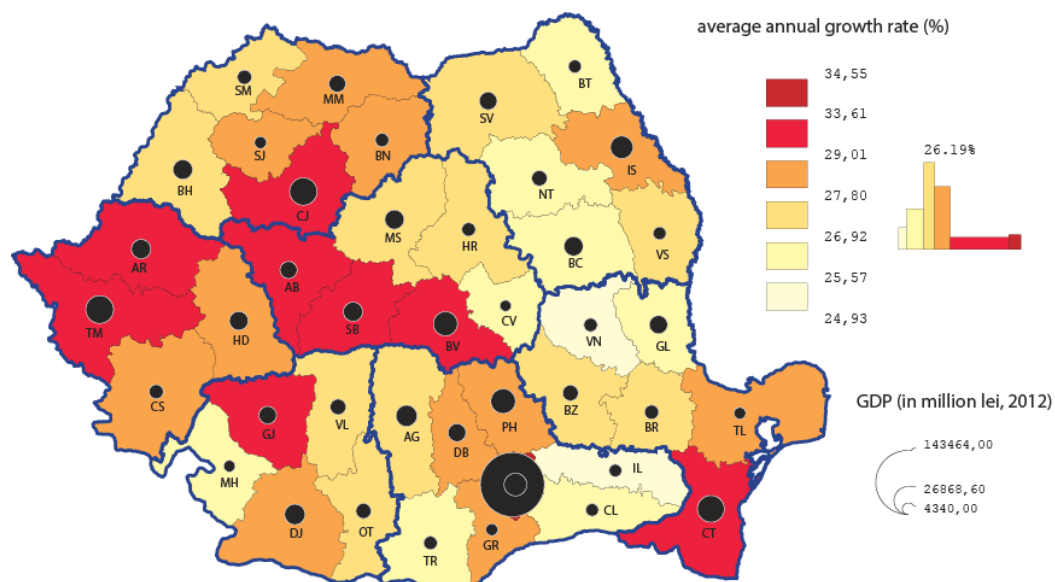 average annual growth rate (%)
34,55
33,61
29,01
27,80
26,92
25,57
24,93
26.19%
GDP (in million lei, 2012)
143464,00
26868,60
4340,00
BT
SM
MM
SV
SJ
BN
IS
BH
CJ
NT
MS
HR
VS
BC
AR
AB
CV
TM
SB
BV
HD
VN
GL
CS
BZ
BR
TL
GJ
VL
AG
PH
DB
MH
IL
CL
DJ
OT
CT
TR
GR